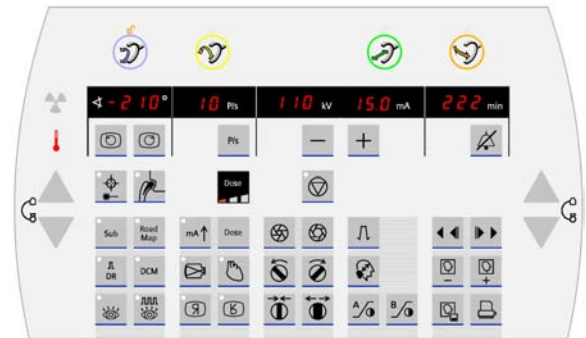 -210° 10 P/s 110 kV 15.0 mA 222 min
P/s
Dose
Sub Road Map mA Dose
DR DCM
R R
A B